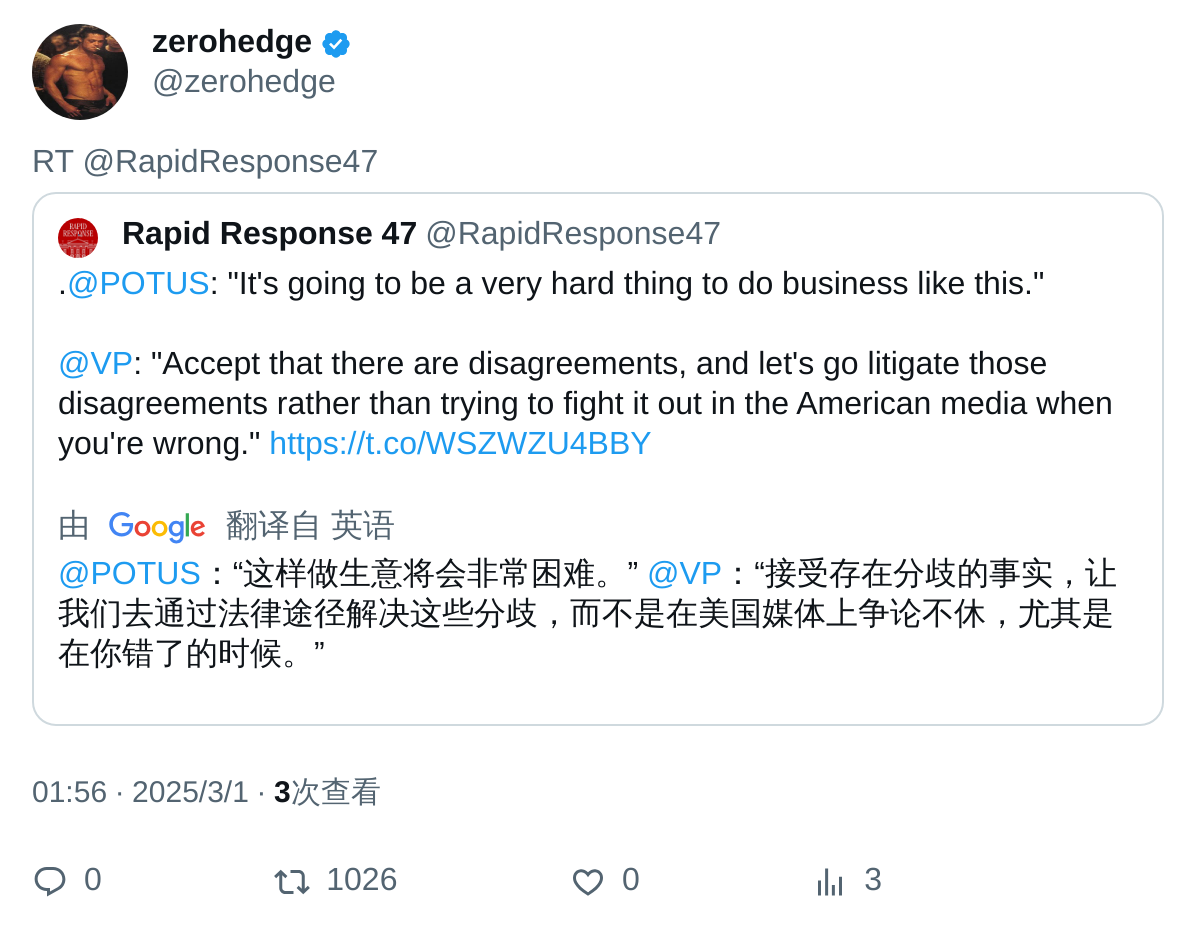 zerohedge
@zerohedge
RT @RapidResponse47
RAPID
RESPONSE
Rapid Response 47 @RapidResponse47
.@POTUS: "It's going to be a very hard thing to do business like this."
@VP: "Accept that there are disagreements, and let's go litigate those
disagreements rather than trying to fight it out in the American media when
you're wrong." https://t.co/WSZWZU4BBY
由 Google 翻译自 英语
@POTUS：“这样做生意将会非常困难。” @VP：“接受存在分歧的事实，让
我们去通过法律途径解决这些分歧，而不是在美国媒体上争论不休，尤其是
在你错了的时候。”
01:56 · 2025/3/1 · 3次查看
0 1026 0 3